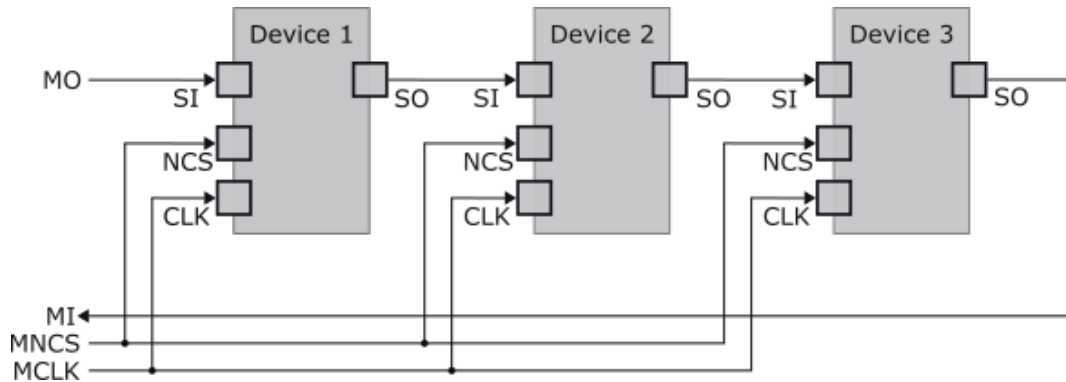 Device 1
Device 2
Device 3
MO
SI
SO
SI
SO
SI
SO
NCS
NCS
NCS
CLK
CLK
CLK
MI
MNCS
MCLK